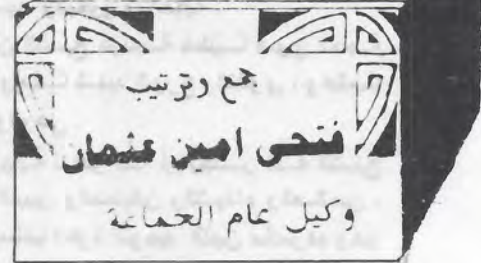 جمع وترتيب
فتحى امين عثمان
وكيل عام الجماعة